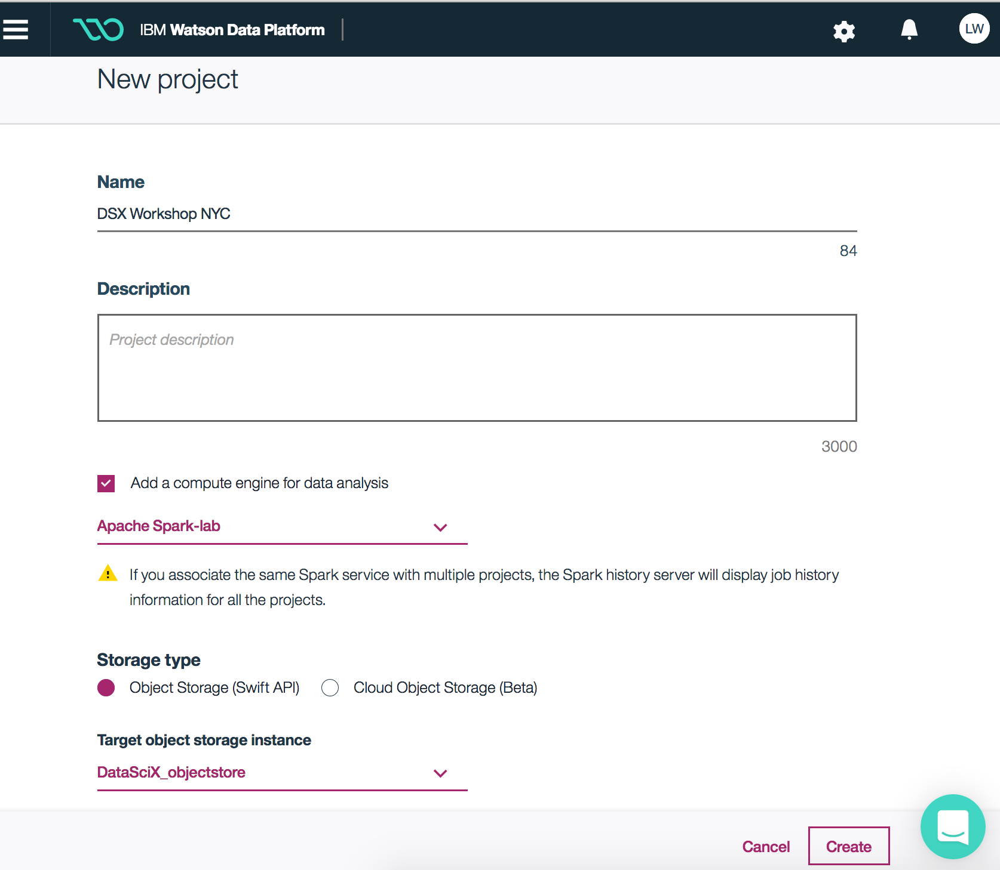 IBM Watson Data Platform
LW
New project
Name
DSX Workshop NYC
84
Description
Project description
3000
Add a compute engine for data analysis
Apache Spark-lab
If you associate the same Spark service with multiple projects, the Spark history server will display job history
information for all the projects.
Storage type
Object Storage (Swift API) Cloud Object Storage (Beta)
Target object storage instance
DataSciX_objectstore
Cancel Create